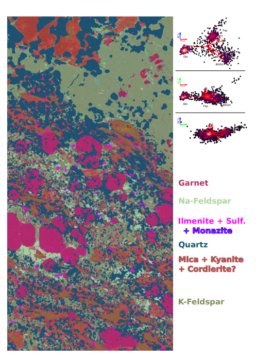 Garnet
Na-Feldspar
Ilmenite + Sulf.
+ Monazite
Quartz
Mica + Kyanite
+ Cordierite?
K-Feldspar